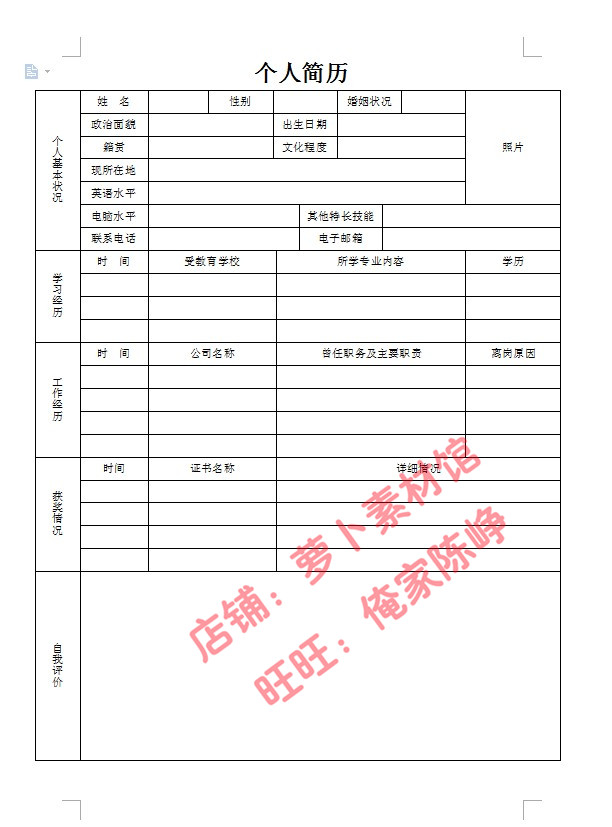 个人简历
姓 名 性别 婚姻状况
政治面貌 出生日期
籍贯 文化程度 照片
现所在地
英语水平
个人基本状况
电脑水平 其他特长技能
联系电话 电子邮箱
时 间 受教育学校 所学专业内容 学历
学习经历
时 间 公司名称 曾任职务及主要职责 离岗原因
工作经历
时间 证书名称 详细情况
获奖情况
店铺：萝卜素材馆
旺旺：俺家陈峥
自我评价